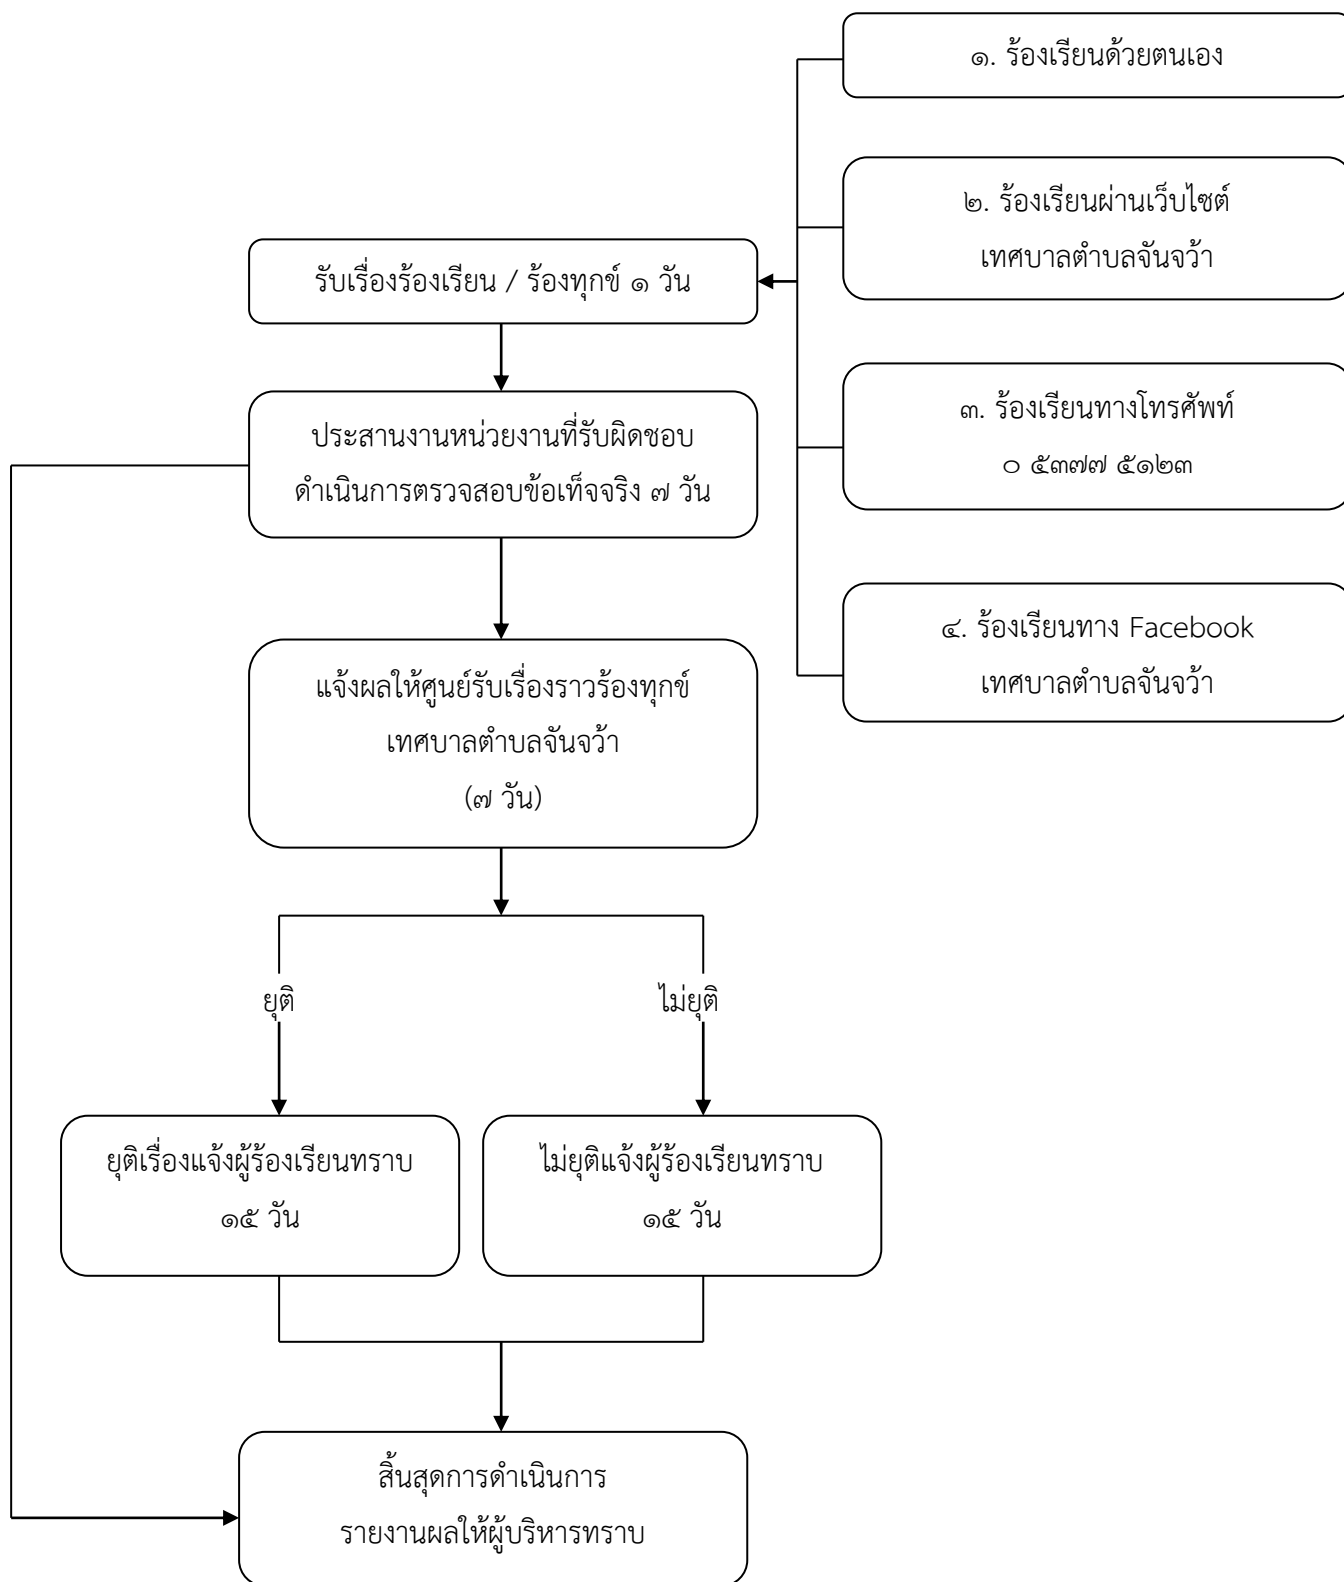 ๑. ร้องเรียนด้วยตนเอง
๒. ร้องเรียนผ่านเว็บไซต์
เทศบาลตำบลจันจว้า
รับเรื่องร้องเรียน / ร้องทุกข์ ๑ วัน
๓. ร้องเรียนทางโทรศัพท์
๐ ๕๓๗๗ ๕๑๒๓
ประสานงานหน่วยงานที่รับผิดชอบ
ดำเนินการตรวจสอบข้อเท็จจริง ๗ วัน
๔. ร้องเรียนทาง Facebook
เทศบาลตำบลจันจว้า
แจ้งผลให้ศูนย์รับเรื่องราวร้องทุกข์
เทศบาลตำบลจันจว้า
(๗ วัน)
ยุติ
ไม่ยุติ
ยุติเรื่องแจ้งผู้ร้องเรียนทราบ
๑๕ วัน
ไม่ยุติแจ้งผู้ร้องเรียนทราบ
๑๕ วัน
สิ้นสุดการดำเนินการ
รายงานผลให้ผู้บริหารทราบ